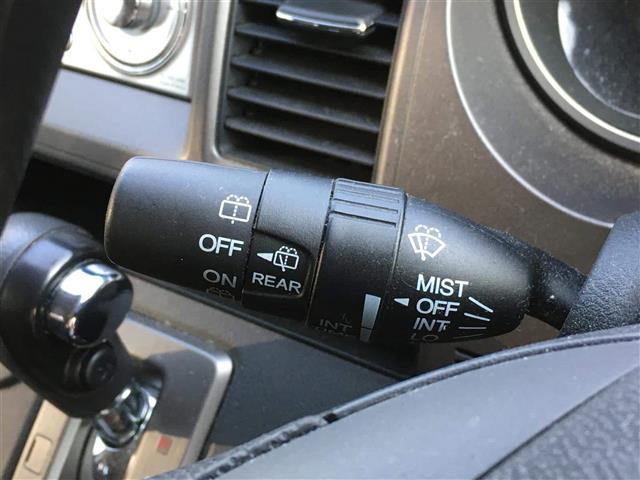 OFF
ON
REAR
INT
MIST
OFF
INT
LO